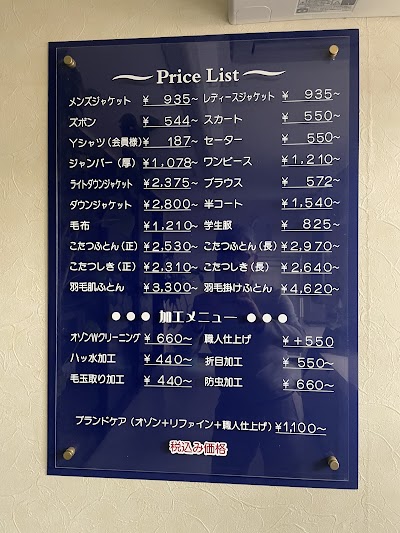 Price List
メンズジャケット ¥ 935~ レディースジャケット ¥ 935~
ズボン ¥ 544~ スカート ¥ 550~
Yシャツ(会員様) ¥ 187~ セーター ¥ 550~
ジャンパー(厚) ¥1,078~ ワンピース ¥1,210~
ライトダウンジャケット ¥2,375~ ブラウス ¥ 572~
ダウンジャケット ¥2,800~ 半コート ¥1,540~
毛布 ¥1,210~ 学生服 ¥ 825~
こたつふとん(正) ¥2,530~ こたつふとん(長) ¥2,970~
こたつしき(正) ¥2,310~ こたつしき(長) ¥2,640~
羽毛肌ふとん ¥3,300~ 羽毛掛けふとん ¥4,620~
●●● 加工メニュー ●●●
オゾンWクリーニング ¥ 660~ 職人仕上げ ¥ +550
ハッ水加工 ¥ 440~ 折目加工 ¥ 550~
毛玉取り加工 ¥ 440~ 防虫加工 ¥ 660~
ブランドケア(オゾン+リファイン+職人仕上げ) ¥1,100~
税込み価格